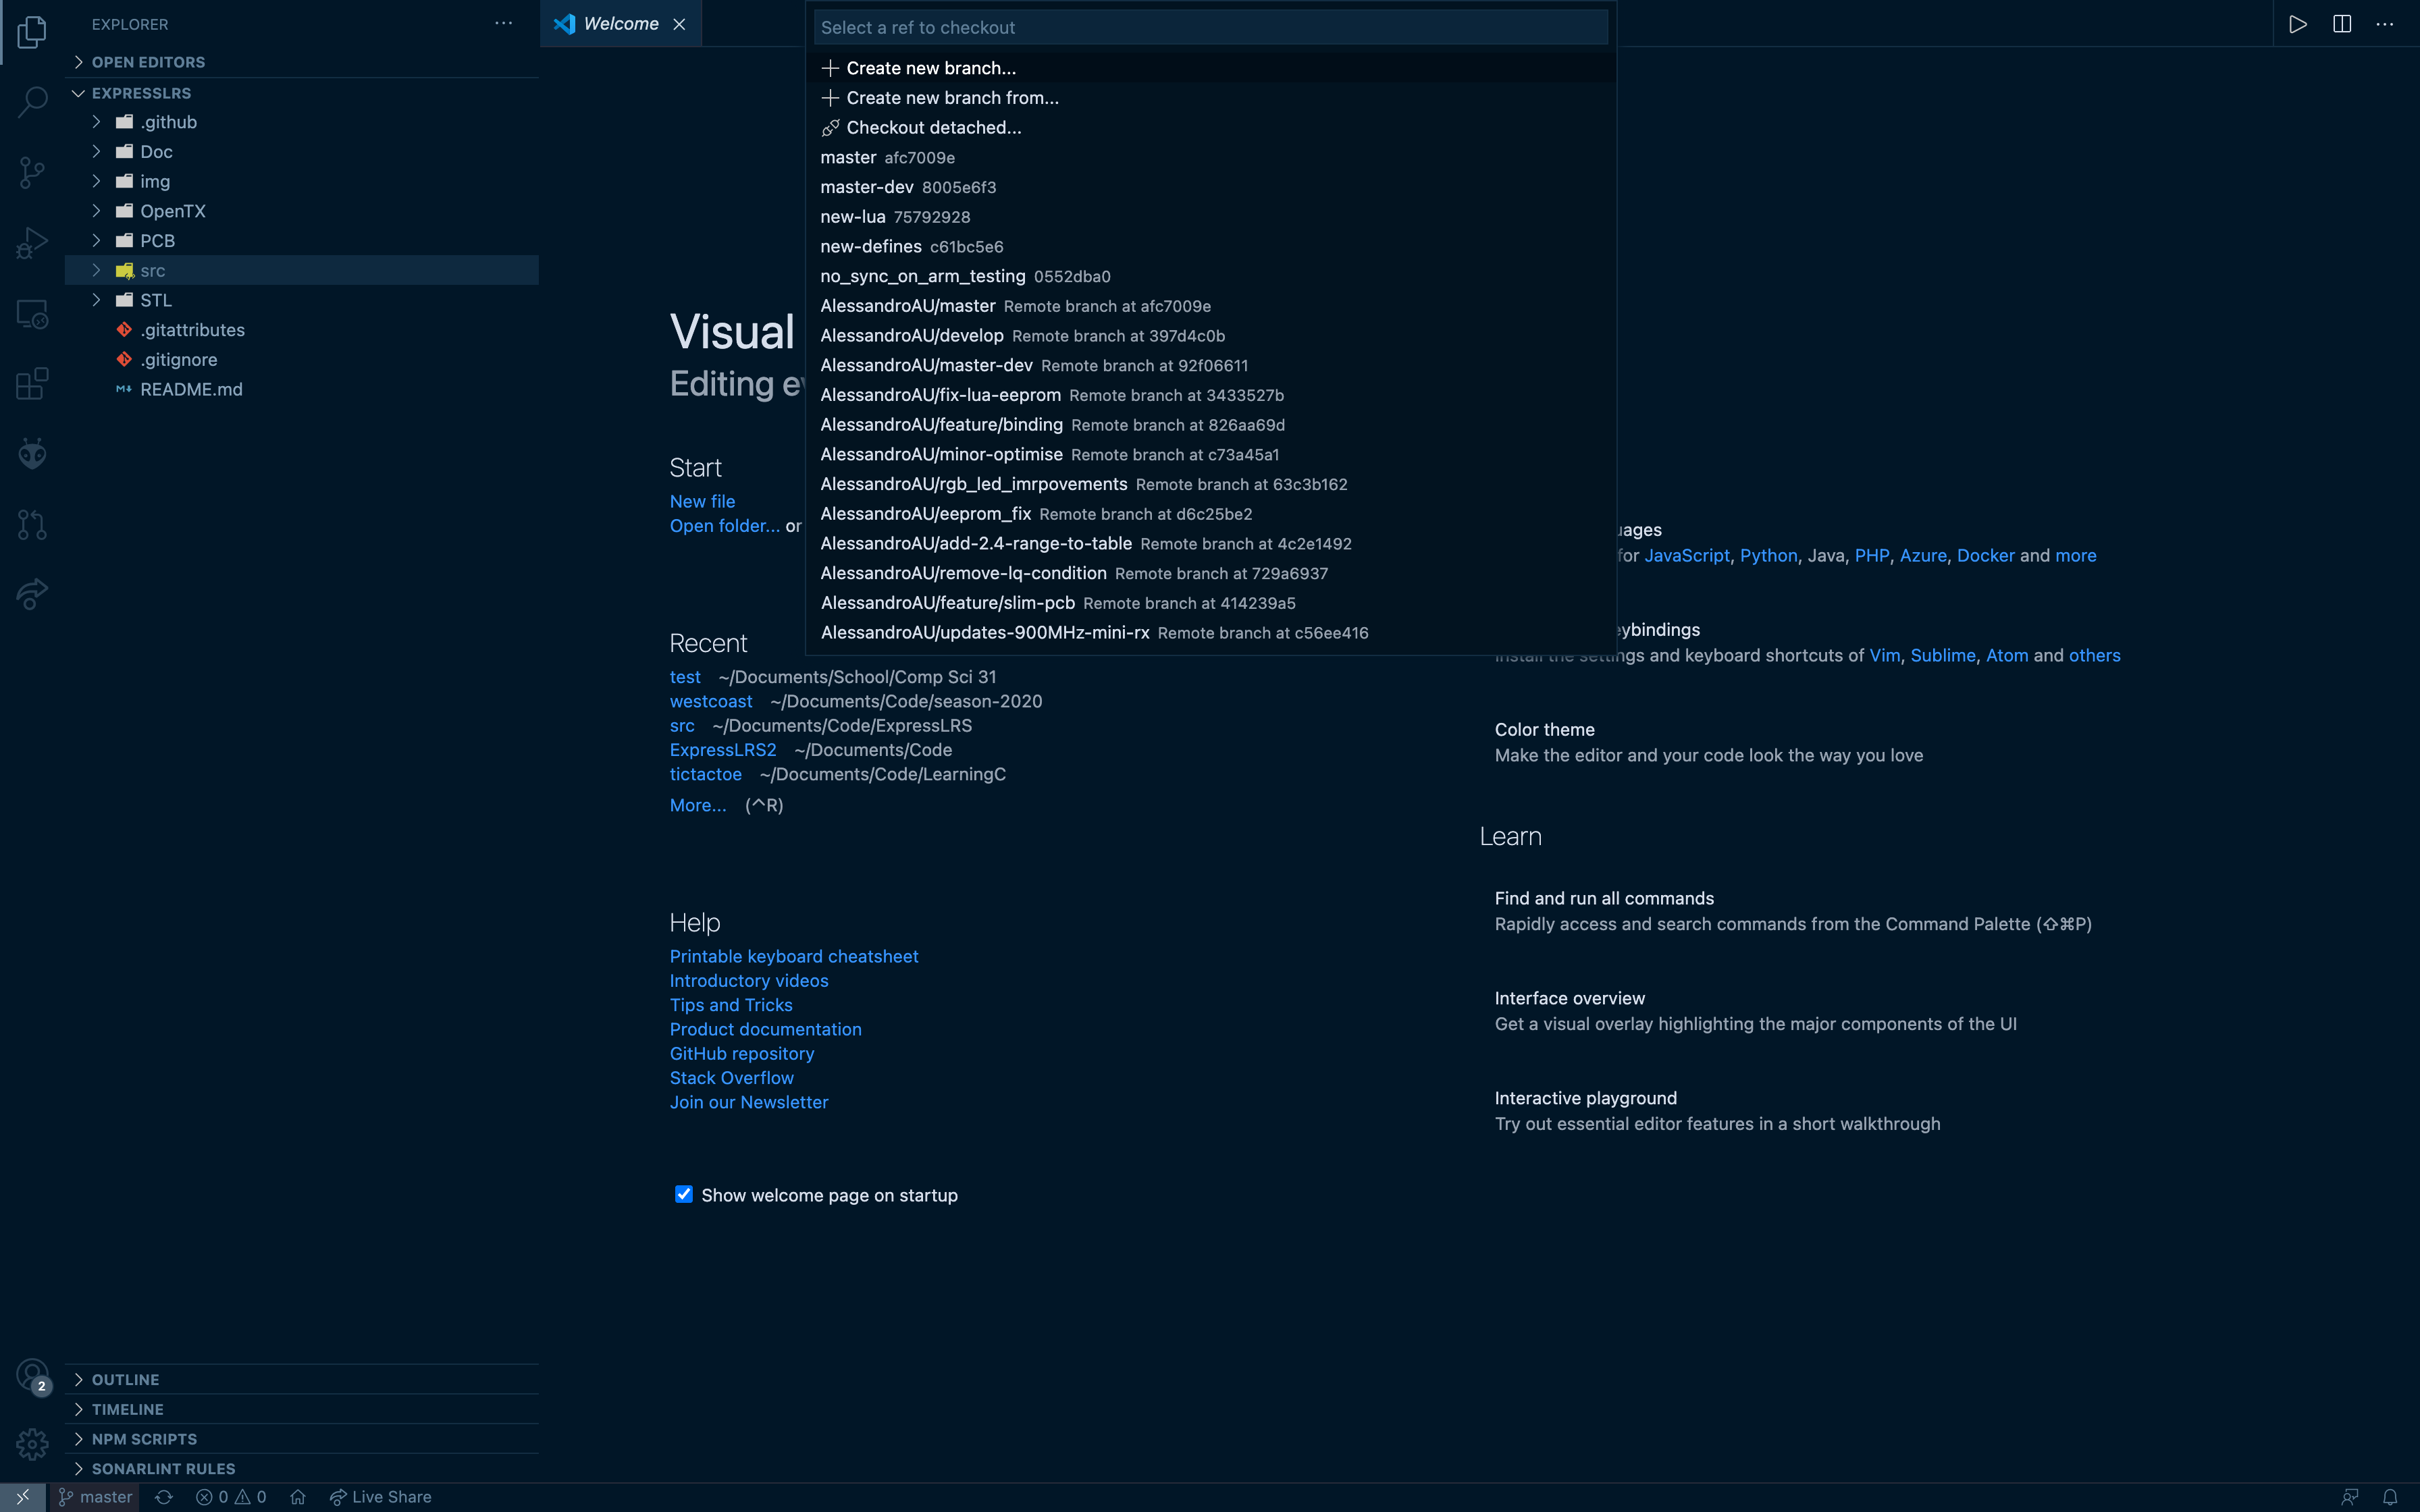 EXPLORER
OPEN EDITORS
EXPRESSLRS
.github
Doc
img
OpenTX
PCB
src
STL
.gitattributes
.gitignore
README.md
OUTLINE
TIMELINE
NPM SCRIPTS
SONARLINT RULES
Welcome
Select a ref to checkout
Create new branch...
Create new branch from...
Checkout detached...
master afc7009e
master-dev 8005e6f3
new-lua 75792928
new-defines c61bc5e6
no_sync_on_arm_testing 0552dba0
AlessandroAU/master Remote branch at afc7009e
AlessandroAU/develop Remote branch at 397d4c0b
AlessandroAU/master-dev Remote branch at 92f06611
AlessandroAU/fix-lua-eeprom Remote branch at 3433527b
AlessandroAU/feature/binding Remote branch at 826aa69d
AlessandroAU/minor-optimise Remote branch at c73a45a1
AlessandroAU/rgb_led_imrpovements Remote branch at 63c3b162
AlessandroAU/eeprom_fix Remote branch at d6c25be2
AlessandroAU/add-2.4-range-to-table Remote branch at 4c2e1492
AlessandroAU/remove-lq-condition Remote branch at 729a6937
AlessandroAU/feature/slim-pcb Remote branch at 414239a5
AlessandroAU/updates-900MHz-mini-rx Remote branch at c56ee416
Visual
Editing
Start
New file
Open folder... or
Recent
test ~/Documents/School/Comp Sci 31
westcoast ~/Documents/Code/season-2020
src ~/Documents/Code/ExpressLRS
ExpressLRS2 ~/Documents/Code
tictactoe ~/Documents/Code/LearningC
More... (^R)
Help
Printable keyboard cheatsheet
Introductory videos
Tips and Tricks
Product documentation
GitHub repository
Stack Overflow
Join our Newsletter
Show welcome page on startup
for JavaScript, Python, Java, PHP, Azure, Docker and more
and keyboard shortcuts of Vim, Sublime, Atom and others
Color theme
Make the editor and your code look the way you love
Learn
Find and run all commands
Rapidly access and search commands from the Command Palette (⇧⌘P)
Interface overview
Get a visual overlay highlighting the major components of the UI
Interactive playground
Try out essential editor features in a short walkthrough
2
master 0 0 Live Share